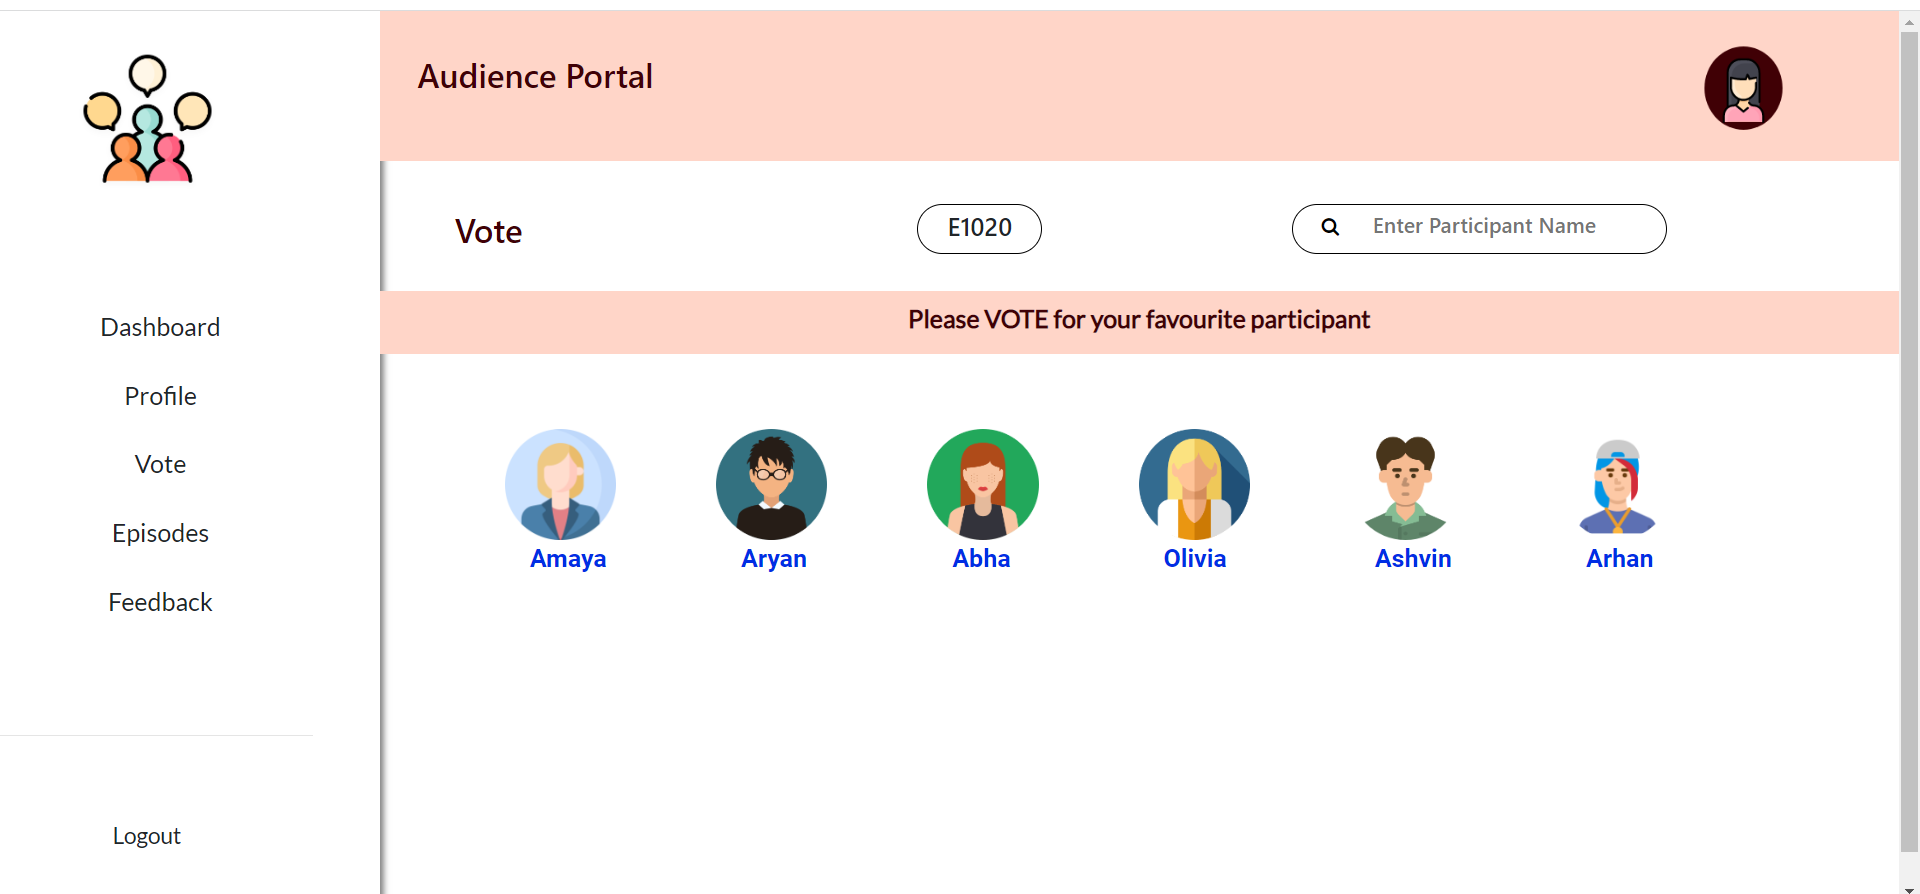 Audience Portal
Vote
E1020
Enter Participant Name
Please VOTE for your favourite participant
Dashboard
Profile
Vote
Episodes
Feedback
Logout
Amaya
Aryan
Abha
Olivia
Ashvin
Arhan